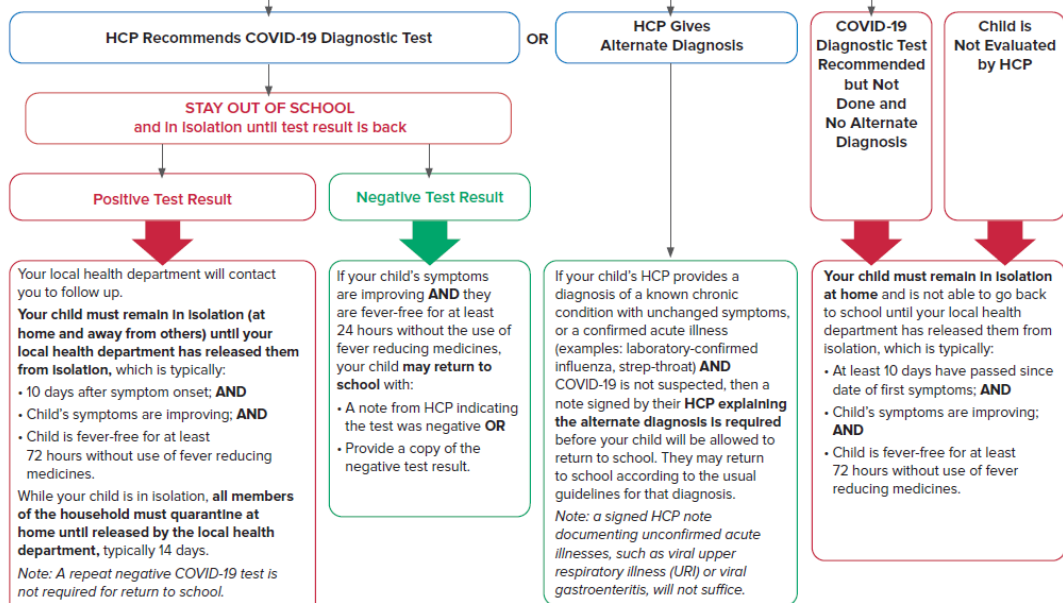 HCP Recommends COVID-19 Diagnostic Test
OR
HCP Gives
Alternate Diagnosis
COVID-19
Diagnostic Test
Recommended
but Not
Done and
No Alternate
Diagnosis
Child is
Not Evaluated
by HCP
STAY OUT OF SCHOOL
and in isolation until test result is back
Positive Test Result
Negative Test Result
Your local health department will contact
you to follow up.
Your child must remain in isolation (at
home and away from others) until your
local health department has released them
from isolation, which is typically:
• 10 days after symptom onset; AND
• Child's symptoms are improving; AND
• Child is fever-free for at least
72 hours without use of fever reducing
medicines.
While your child is in isolation, all members
of the household must quarantine at
home until released by the local health
department, typically 14 days.
Note: A repeat negative COVID-19 test is
not required for return to school.
If your child's symptoms
are improving AND they
are fever-free for at least
24 hours without the use of
fever reducing medicines,
your child may return to
school with:
• A note from HCP indicating
the test was negative OR
• Provide a copy of the
negative test result.
If your child's HCP provides a
diagnosis of a known chronic
condition with unchanged symptoms,
or a confirmed acute illness
(examples: laboratory-confirmed
influenza, strep-throat) AND
COVID-19 is not suspected, then a
note signed by their HCP explaining
the alternate diagnosis is required
before your child will be allowed to
return to school. They may return
to school according to the usual
guidelines for that diagnosis.
Note: a signed HCP note
documenting unconfirmed acute
illnesses, such as viral upper
respiratory illness (URI) or viral
gastroenteritis, will not suffice.
Your child must remain in isolation
at home and is not able to go back
to school until your local health
department has released them from
isolation, which is typically:
• At least 10 days have passed since
date of first symptoms; AND
• Child's symptoms are improving;
AND
• Child is fever-free for at least
72 hours without use of fever
reducing medicines.